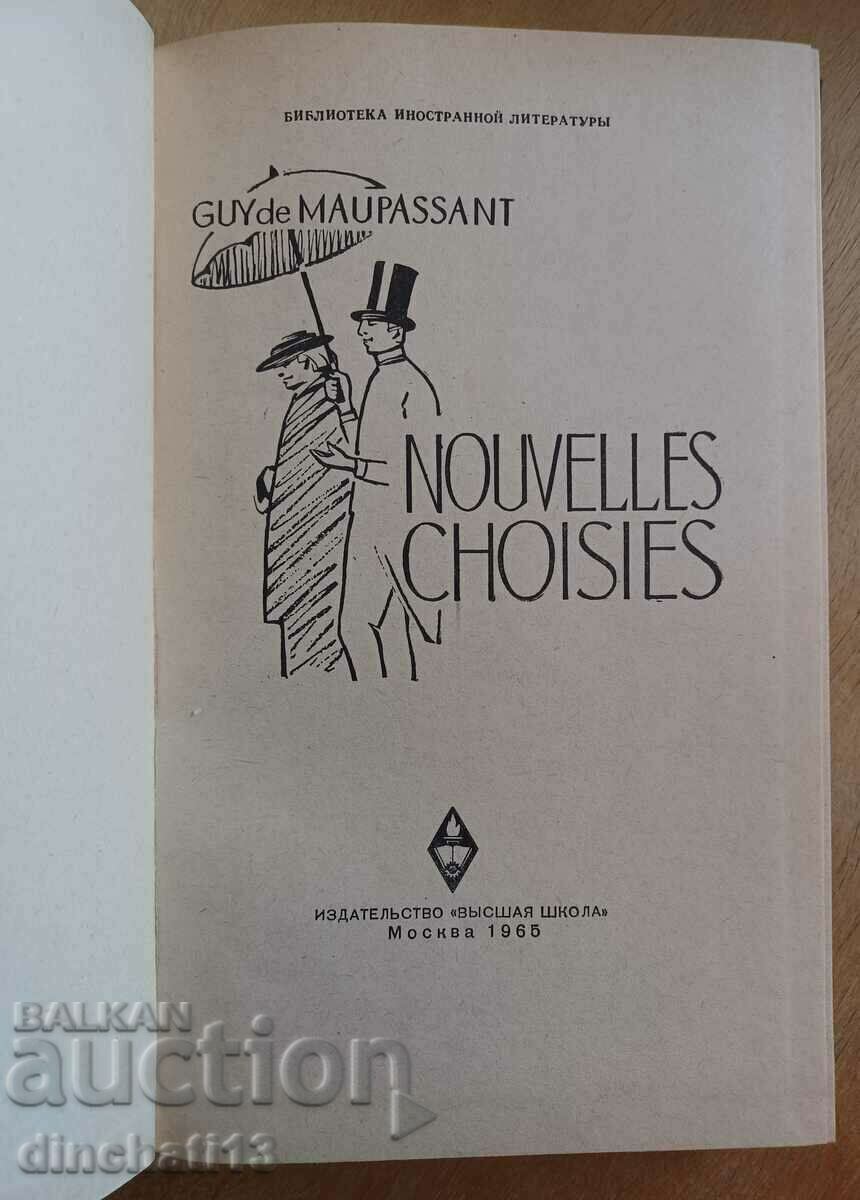 БИБЛИОТЕКА ИНОСТРАННОЙ ЛИТЕРАТУРЫ
GUY de MAUPASSANT
NOUVELLES
CHOISIES
ИЗДАТЕЛЬСТВО «ВЫСШАЯ ШКОЛА»
Москва 1965
BALKAN
auction
dinchati13